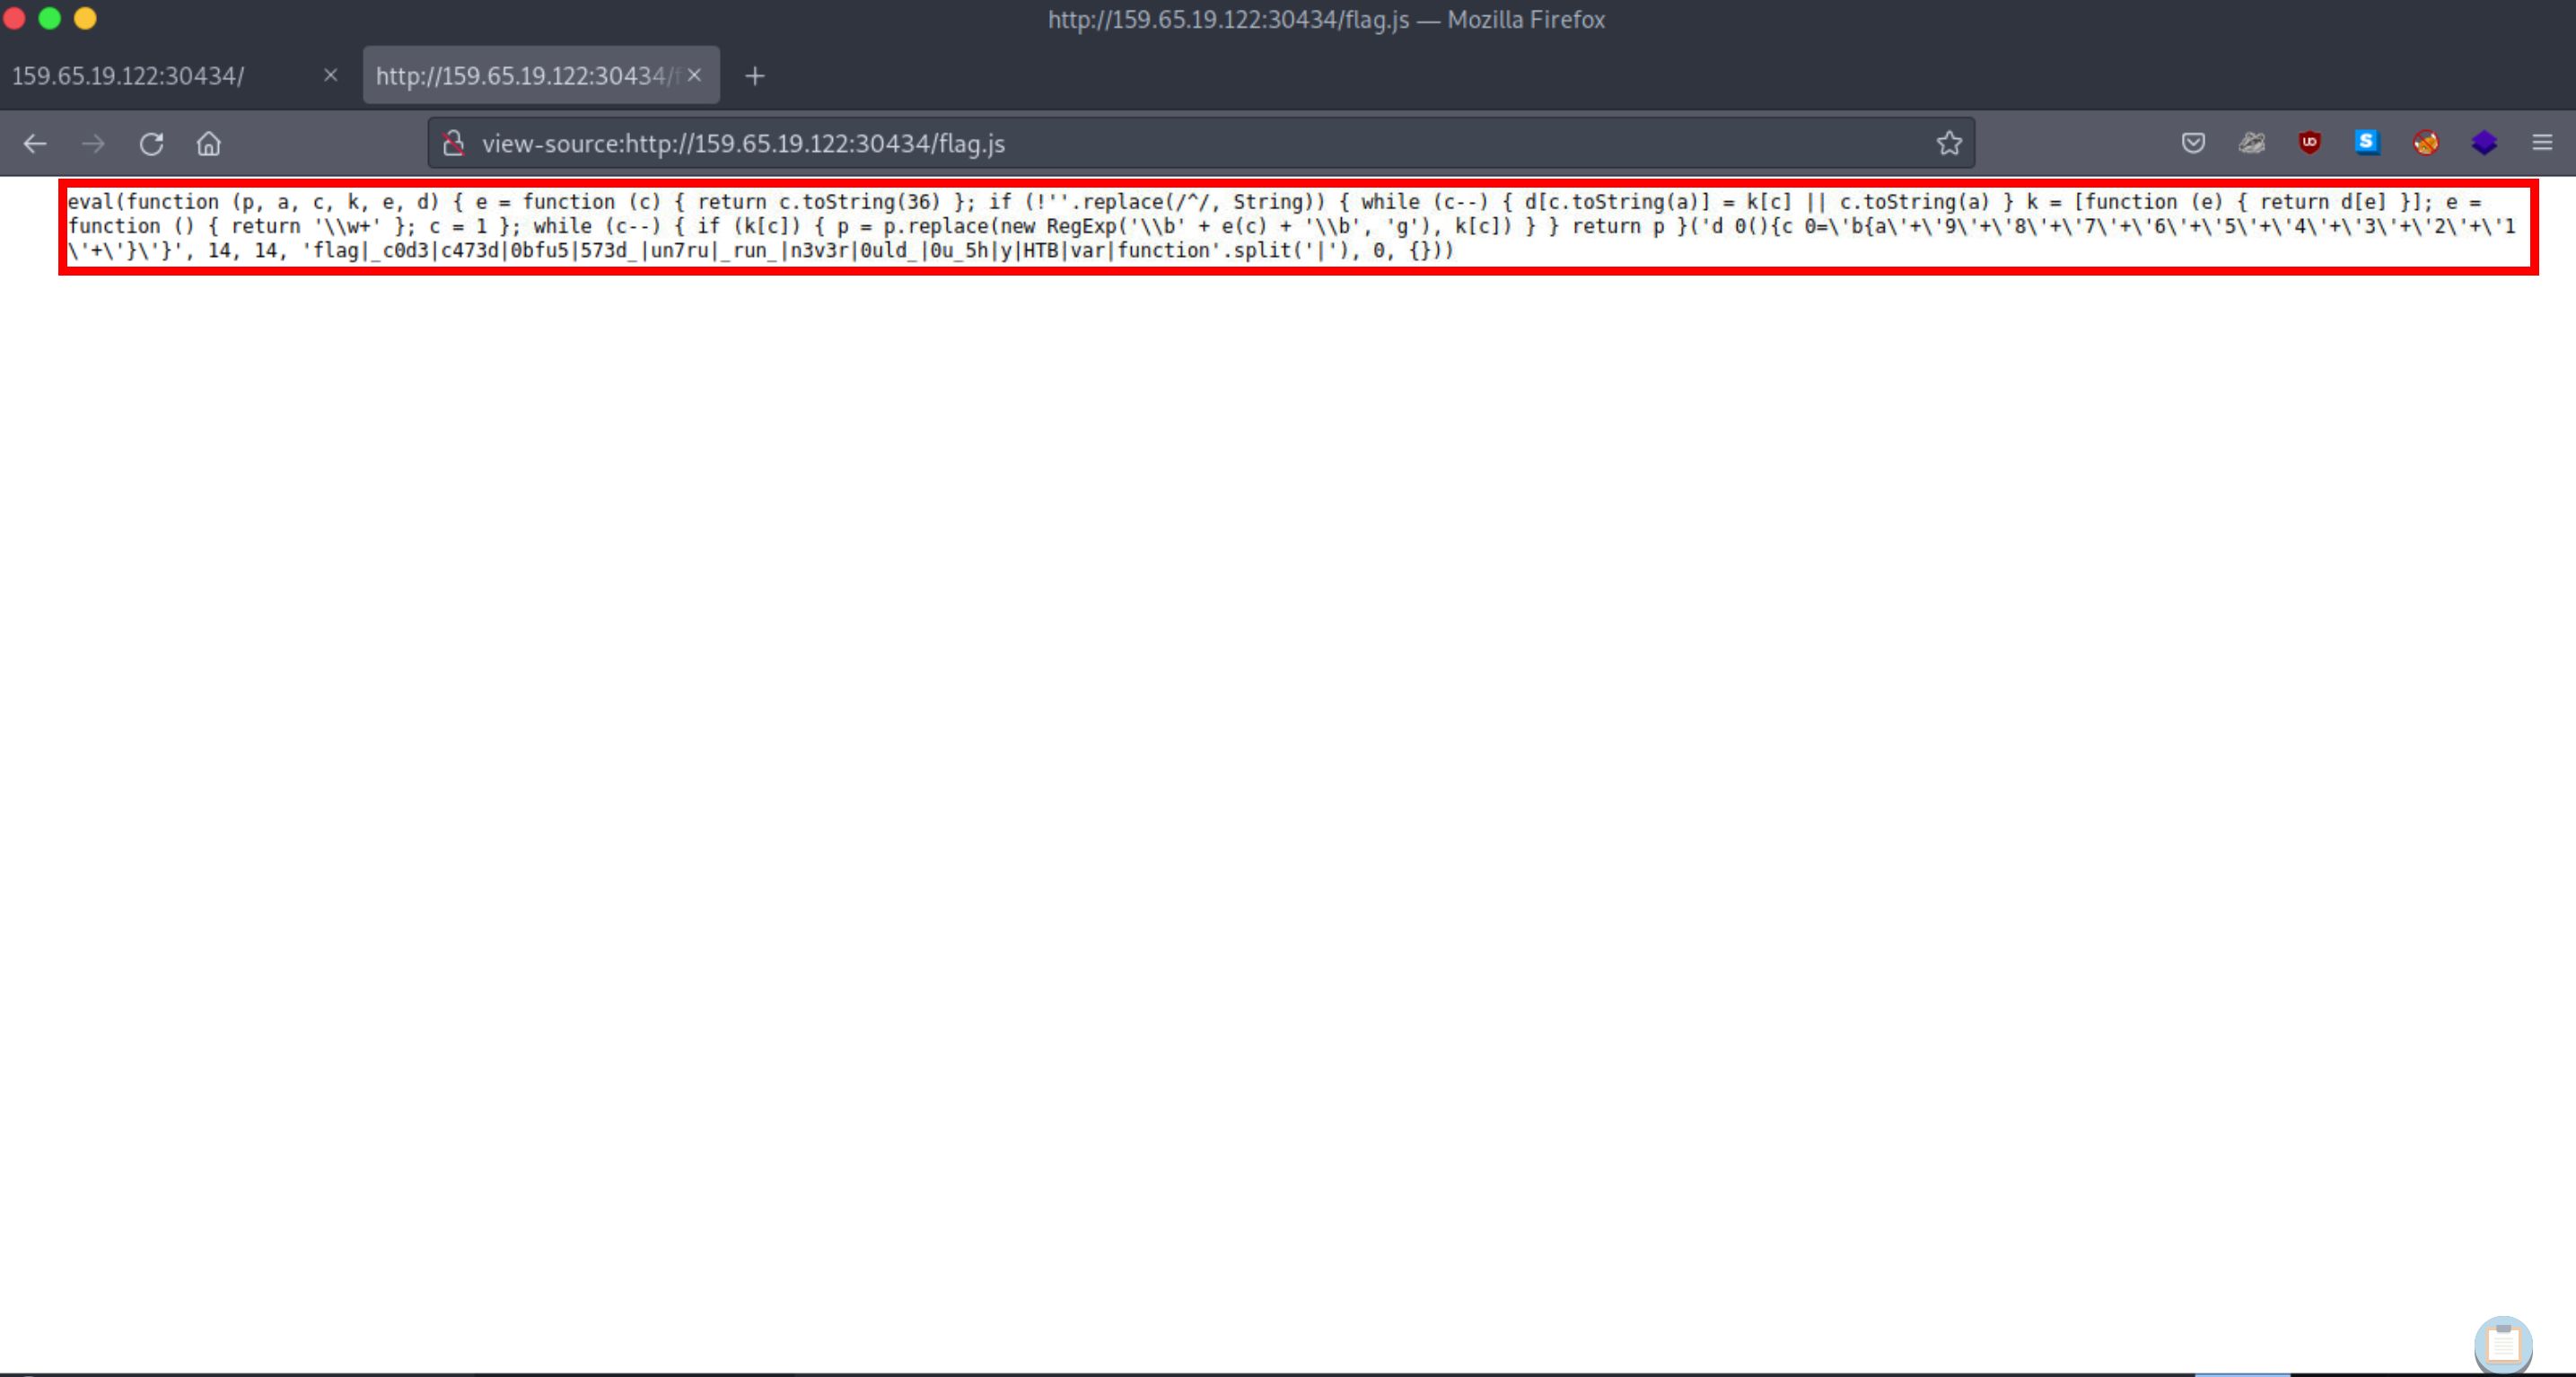 http://159.65.19.122:30434/flag.js — Mozilla Firefox
159.65.19.122:30434/
http://159.65.19.122:30434/f
view-source:http://159.65.19.122:30434/flag.js
eval(function (p, a, c, k, e, d) { e = function (c) { return c.toString(36) }; if (!''.replace(/^/, String)) { while (c--) { d[c.toString(a)] = k[c] || c.toString(a) } k = [function (e) { return d[e] }]; e =
function () { return '\\w+' }; c = 1 }; while (c--) { if (k[c]) { p = p.replace(new RegExp('\\b' + e(c) + '\\b', 'g'), k[c]) } } return p }('d 0(){c 0=\'b{a\'+\'9\'+\'8\'+\'7\'+\'6\'+\'5\'+\'4\'+\'3\'+\'2\'+\'1
\'+\'}\'}', 14, 14, 'flag|_c0d3|c473d|0bfu5|573d_|un7ru|_run_|n3v3r|0uld_|0u_5h|y|HTB|var|function'.split('|'), 0, {}))